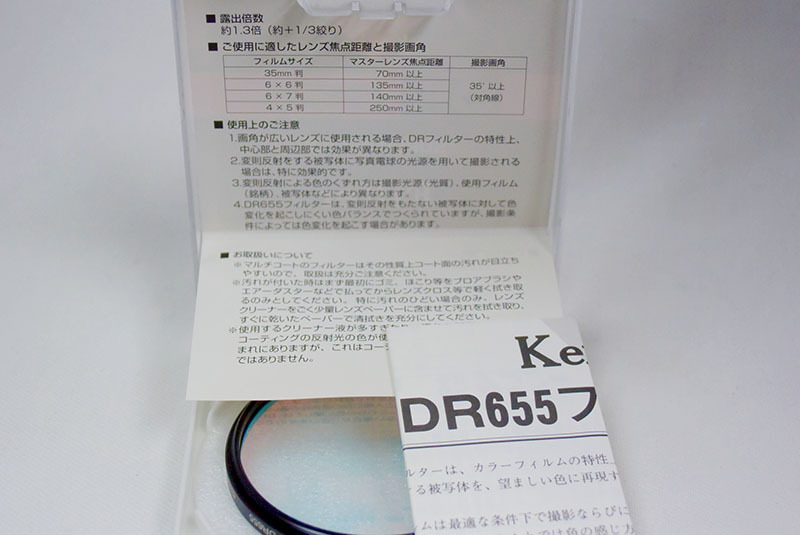 ■ 露出倍数
約1.3倍（約＋1/3絞り）
■ ご使用に適したレンズ焦点距離と撮影画角
フィルムサイズ マスターレンズ焦点距離 撮影画角
35mm 判 70mm 以上
6 × 6 判 135mm 以上 35° 以上
6 × 7 判 140mm 以上 (対角線)
4 × 5 判 250mm 以上
■ 使用上のご注意
1.画角が広いレンズに使用される場合、DRフィルターの特性上、
中心部と周辺部では効果が異なります。
2.変則反射をする被写体に写真電球の光源を用いて撮影される
場合は、特に効果的です。
3.変則反射による色のくずれ方は撮影光源（光質）、使用フィルム
（銘柄）、被写体などにより異なります。
4.DR655フィルターは、変則反射をもたない被写体に対して色
変化を起こしにくい色バランスでつくられていますが、撮影条
件によっては色変化を起こす場合があります。
■ お取扱いについて
※マルチコートのフィルターはその性質上コート面の汚れが目立ち
やすいので、取扱は充分ご注意ください。
※汚れが付いた時はまず最初にゴミ、ほこり等をブロアブラシや
エアーダスターなどで払ってからレンズクロス等で軽く拭き取
るのみとしてください。特に汚れのひどい場合のみ、レンズ
クリーナーをごく少量レンズペーパーに含ませて汚れを拭き取り、
すぐに乾いたペーパーで清拭きを充分にしてください。
※使用するクリーナー液が多すぎたり
コーティングの反射光の色が使
まれにありますが、これはコー
ではありません。
Ke
DR655フ
ルターは、カラーフィルムの特性
る被写体を、望ましい色に再現す
ムは最適な条件下で撮影ならびに
上では色の感じ方